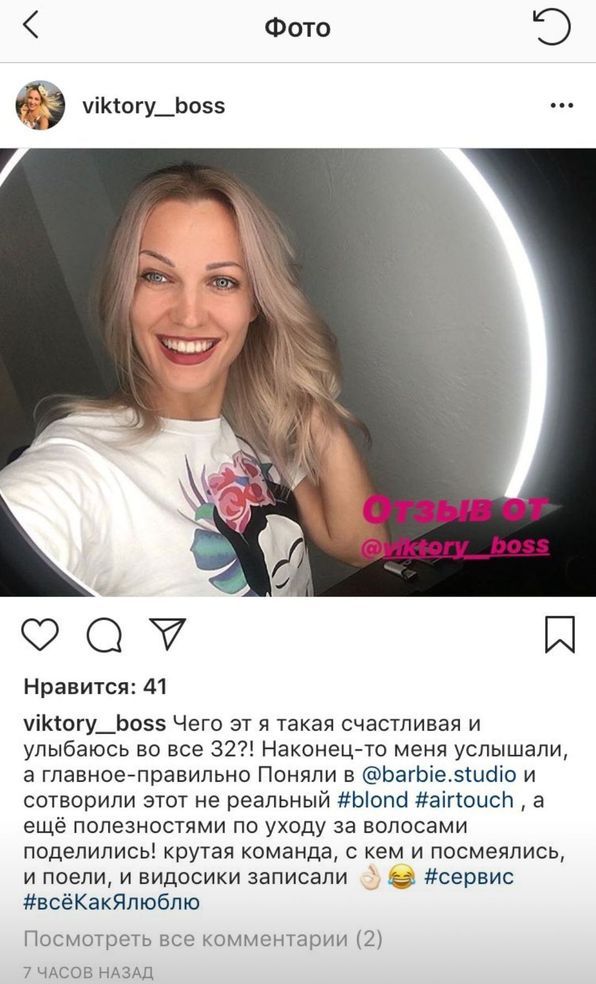 Фото
viktory__boss
Отзыв от
@viktory__boss
Нравится: 41
viktory__boss Чего эт я такая счастливая и
улыбаюсь во все 32?! Наконец-то меня услышали,
а главное-правильно Поняли в @barbie.studio и
сотворили этот не реальный #blond #airtouch , а
ещё полезностями по уходу за волосами
поделились! крутая команда, с кем и посмеялись,
и поели, и видосики записали 👌🏻😂 #сервис
#всёКакЯлюблю
Посмотреть все комментарии (2)
7 ЧАСОВ НАЗАД